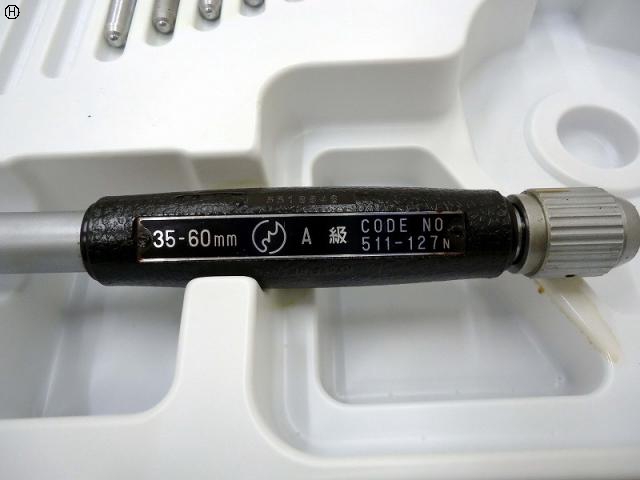 H
35-60mm A 級 CODE NO
511-127N